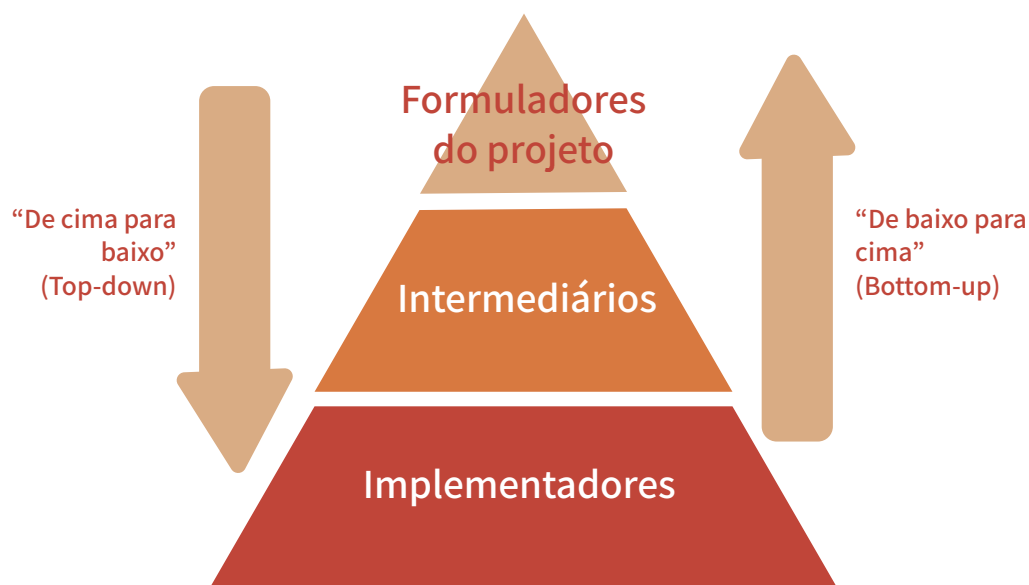 Formuladores
do projeto
“De cima para
baixo”
(Top-down)
“De baixo para
cima”
(Bottom-up)
Intermediários
Implementadores